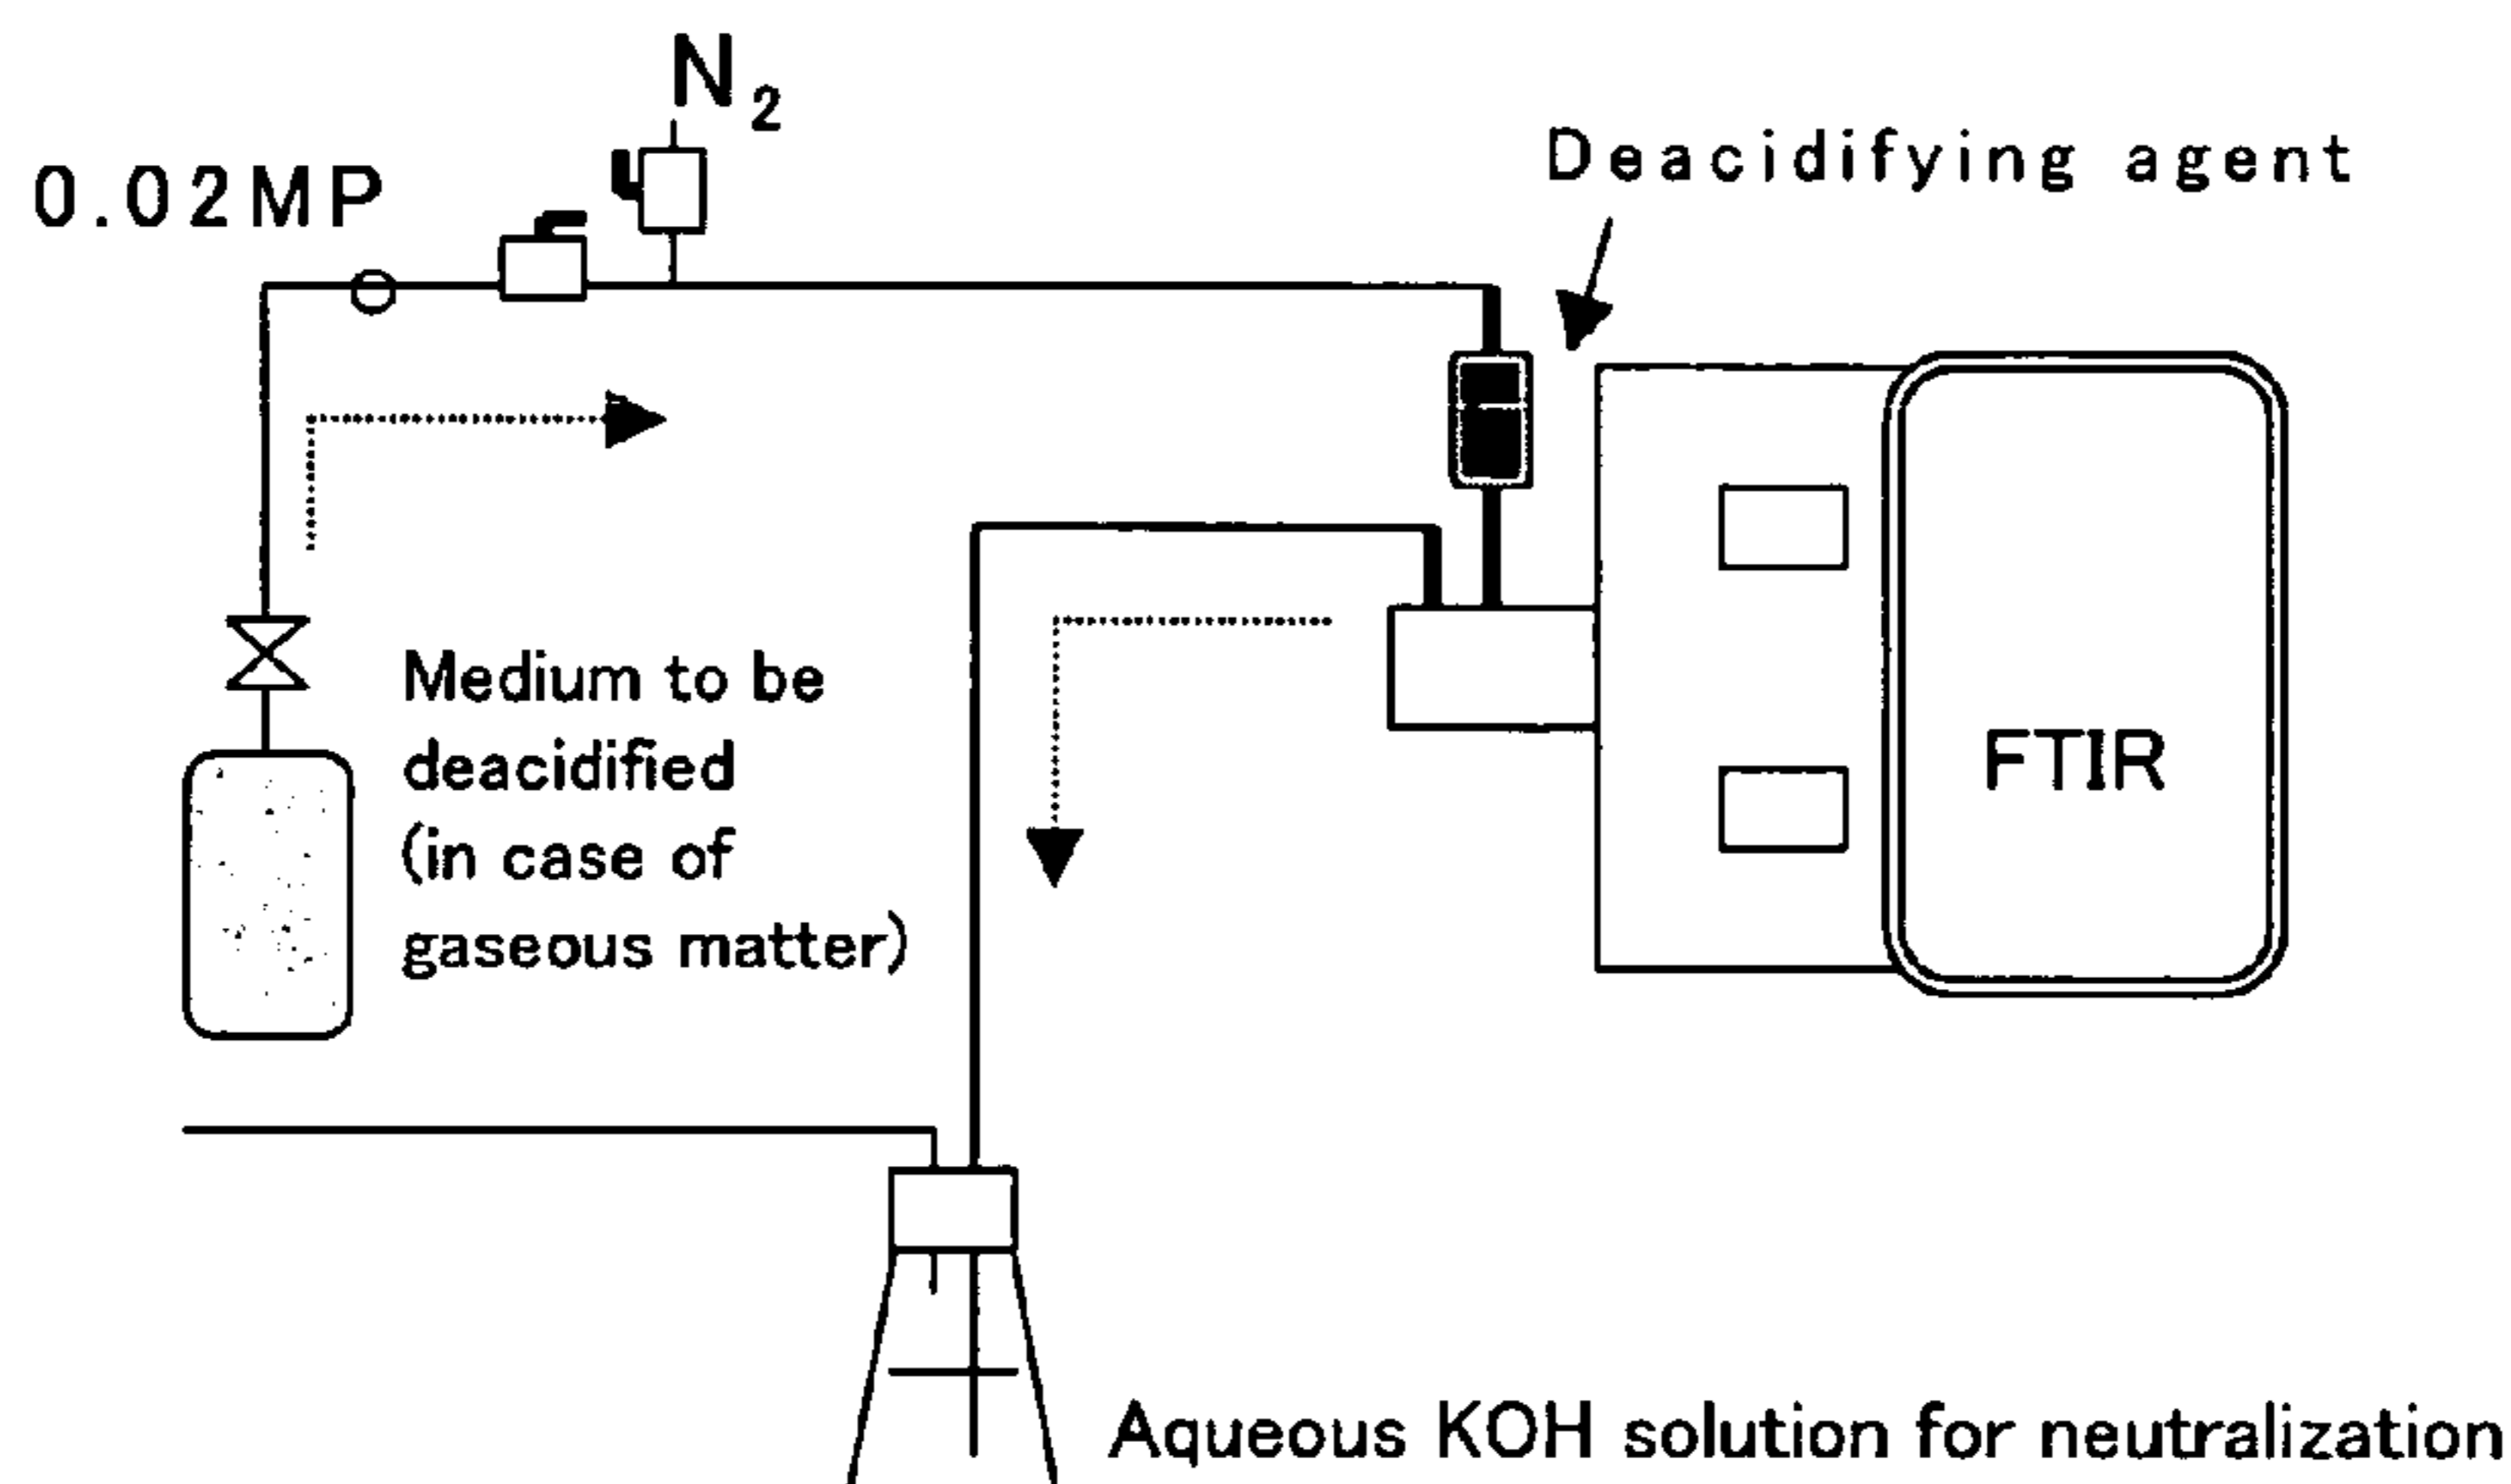 N2
0.02MP
Deacidifying agent
Medium to be
deacidified
(in case of
gaseous matter)
FTIR
Aqueous KOH solution for neutralization